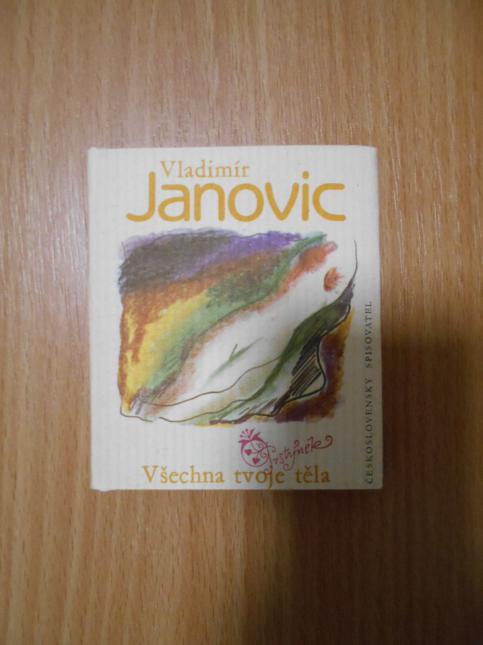 Vladimír
Janovic
Prstýnek
Všechna tvoje těla
ČESKOSLOVENSKÝ SPISOVATEL